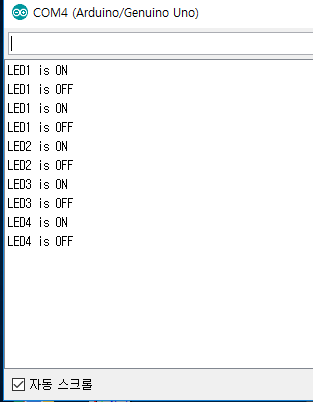 COM4 (Arduino/Genuino Uno)
LED1 is ON
LED1 is OFF
LED1 is ON
LED1 is OFF
LED2 is ON
LED2 is OFF
LED3 is ON
LED3 is OFF
LED4 is ON
LED4 is OFF
자동 스크롤